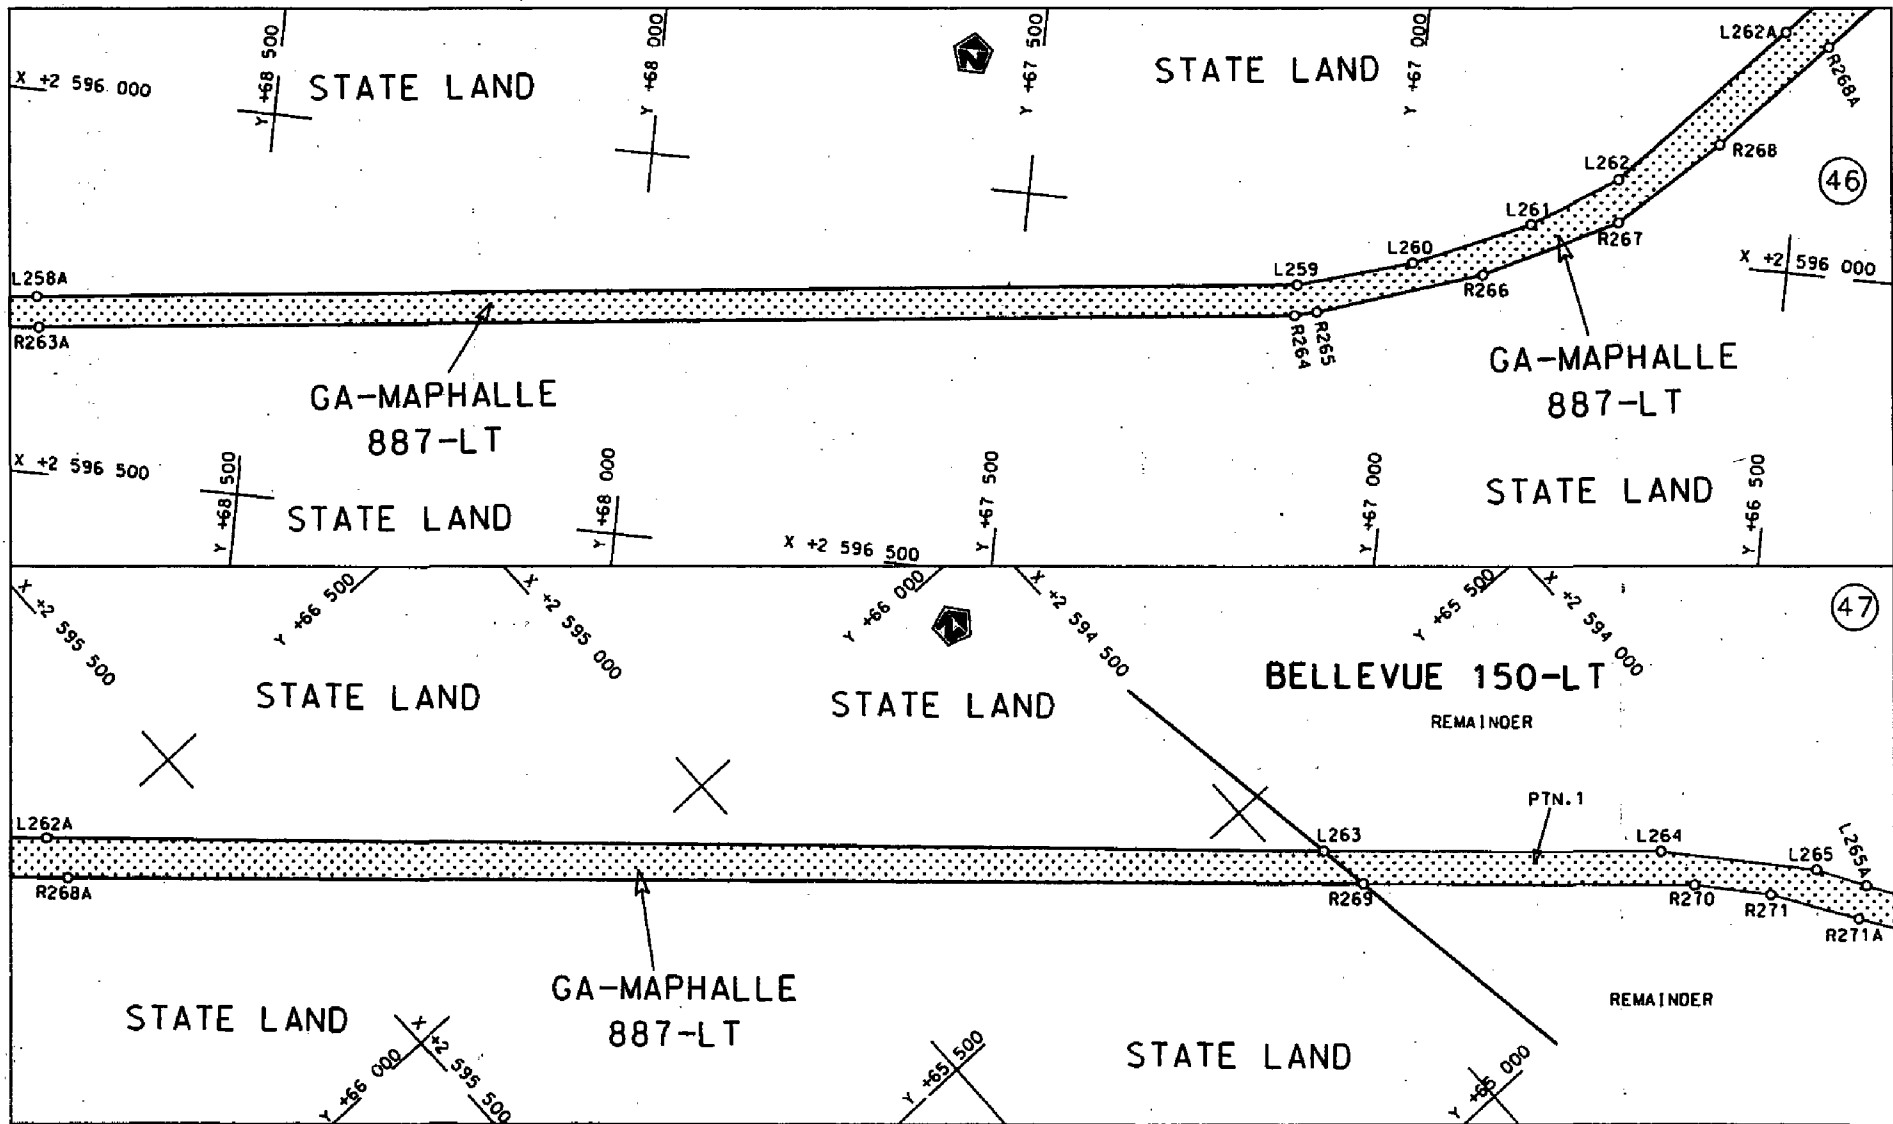 Y +68 500
Y +68 000
Y +67 500
Y +67 000
N
X +2 596 000
STATE LAND
STATE LAND
L262A
R268A
R268
46
L262
L261
R267
L260
R266
L259
R264
R265
X +2 596 000
L258A
R263A
GA-MAPHALLE
887-LT
GA-MAPHALLE
887-LT
X +2 596 500
Y +68 500
Y +68 000
Y +67 500
Y +67 000
Y +66 500
STATE LAND
STATE LAND
X +2 596 500
X +2 595 500
Y +66 500
X +2 595 000
Y +66 000
N
X +2 594 500
Y +65 500
X +2 594 000
47
STATE LAND
STATE LAND
BELLEVUE 150-LT
REMAINDER
PTN.1
L262A
R268A
L263
R269
L264
L265
L265A
R270
R271
R271A
GA-MAPHALLE
887-LT
STATE LAND
STATE LAND
REMAINDER
Y +66 000
X +2 595 500
Y +65 500
Y +65 000